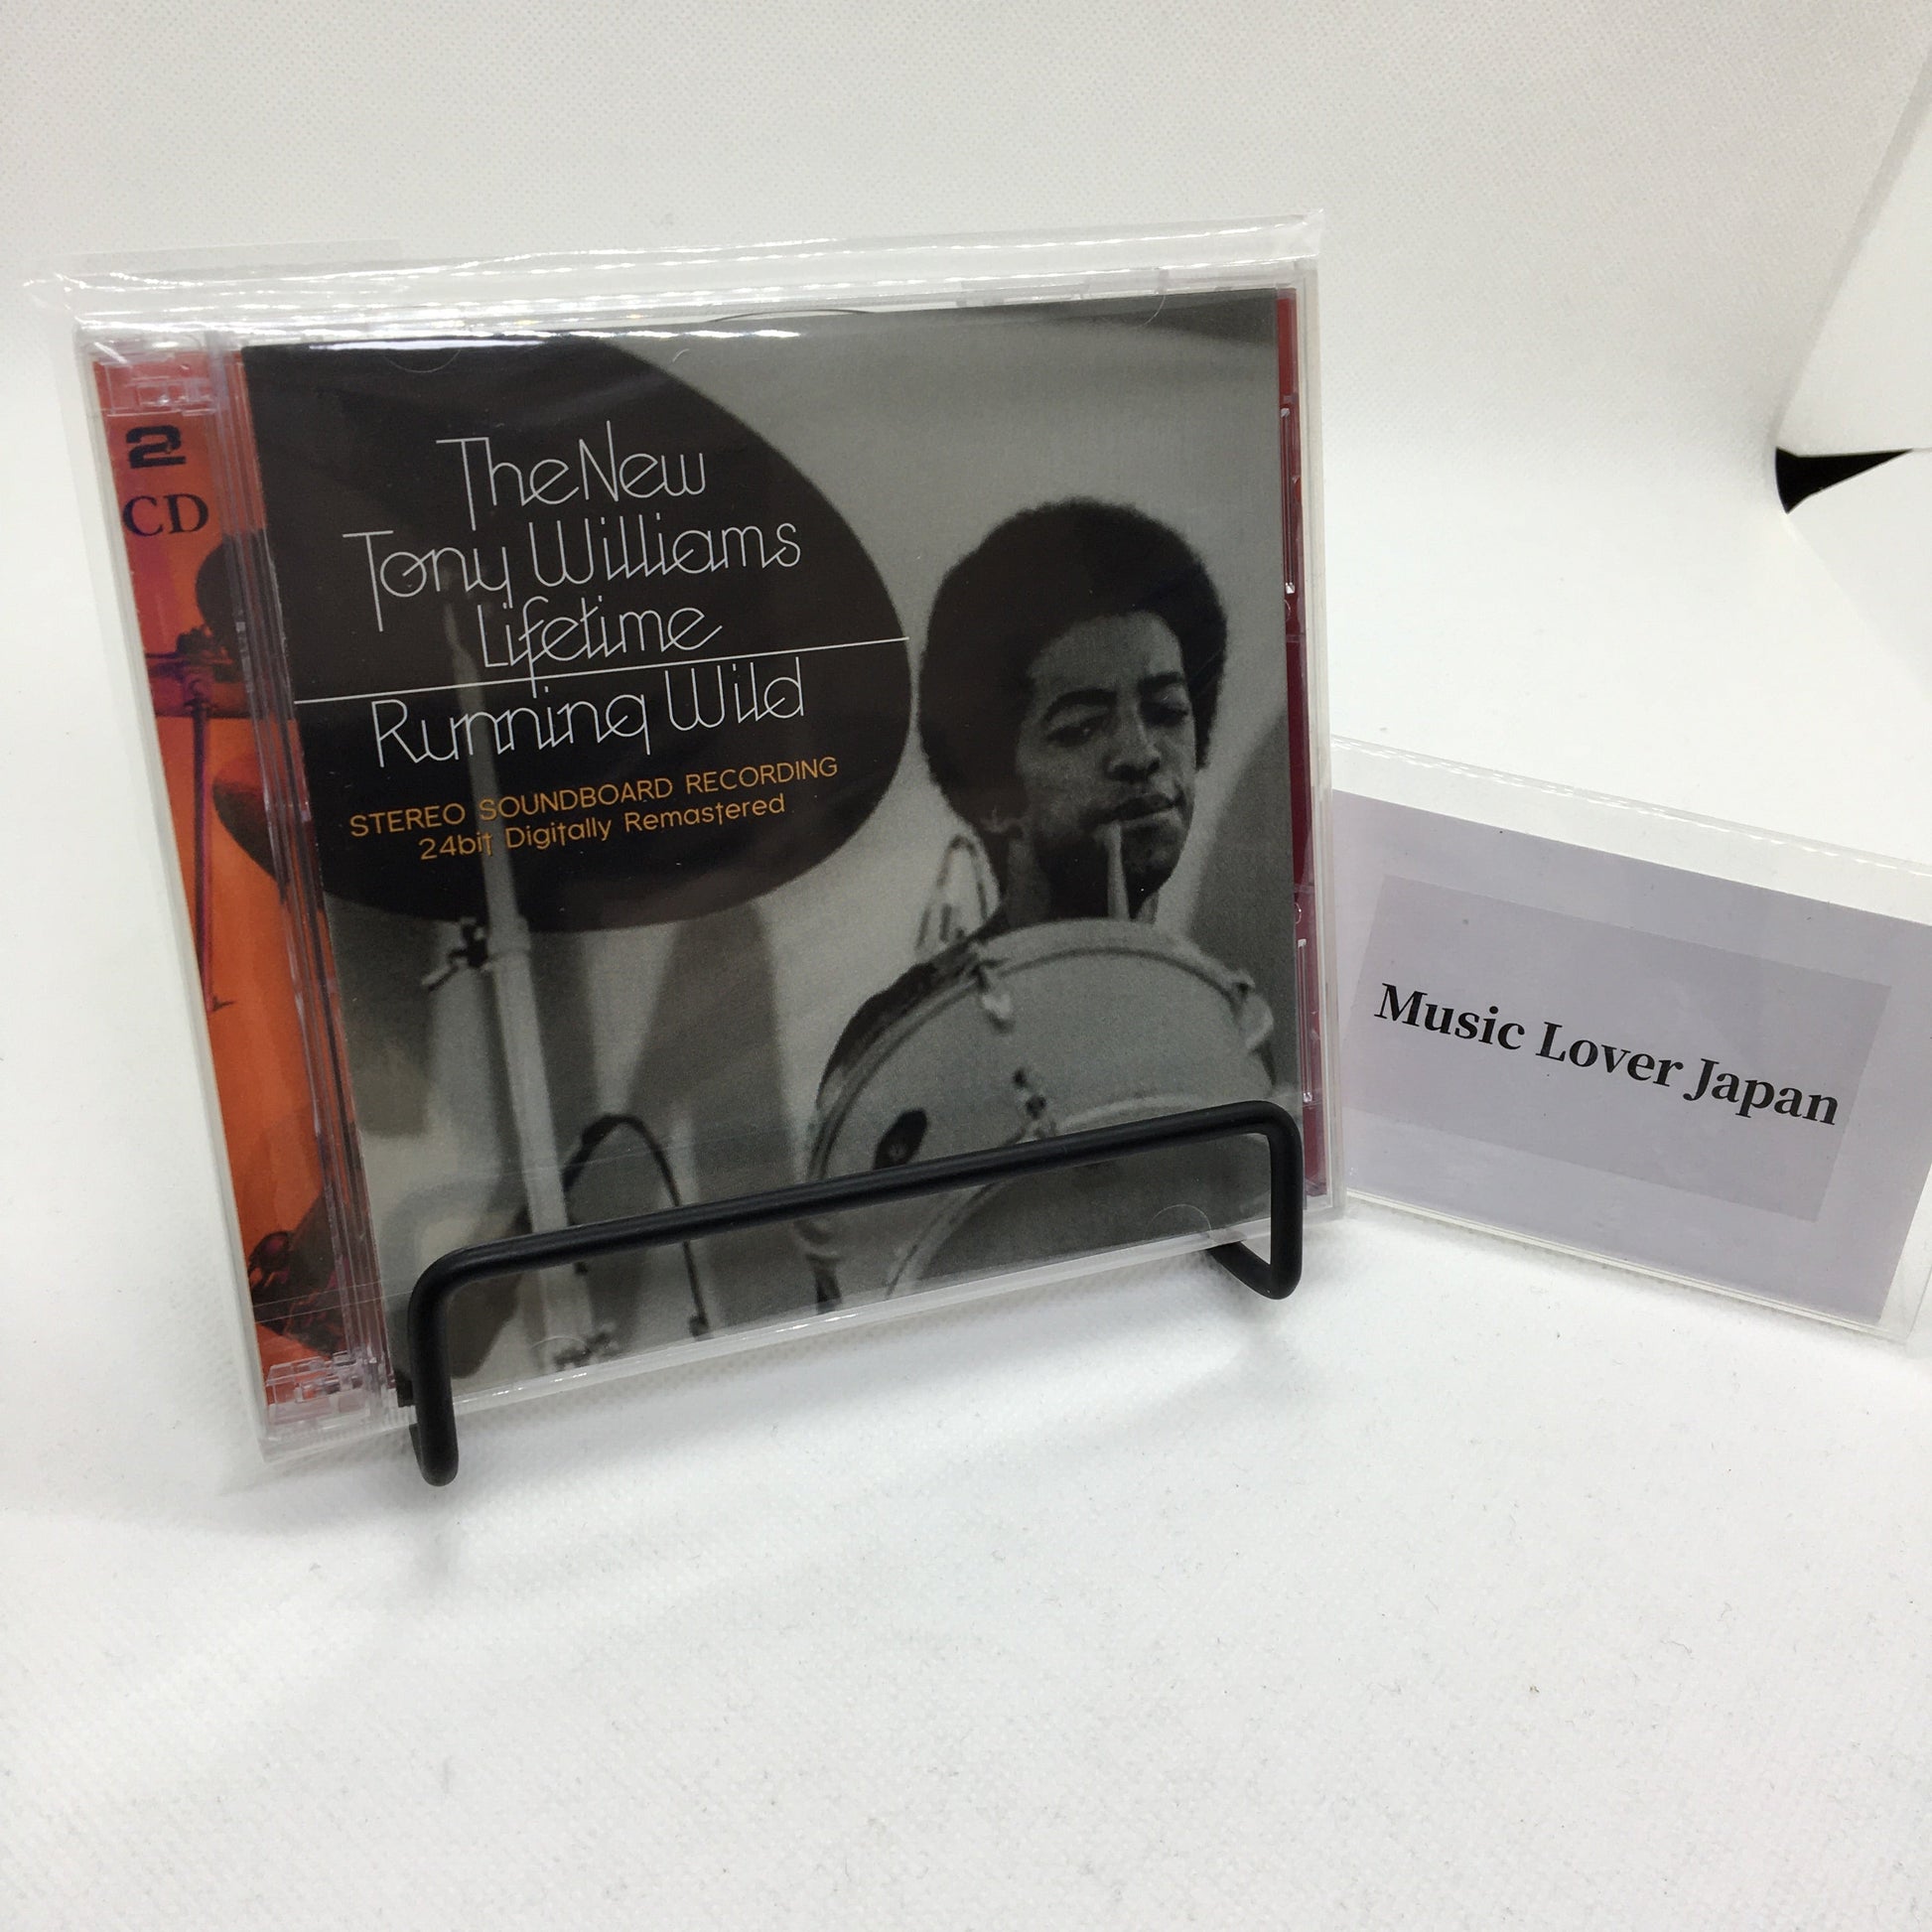 2
CD
The New
Tony Williams
Lifetime
Running Wild
STEREO SOUNDBOARD RECORDING
24bit Digitally Remastered
Music Lover Japan